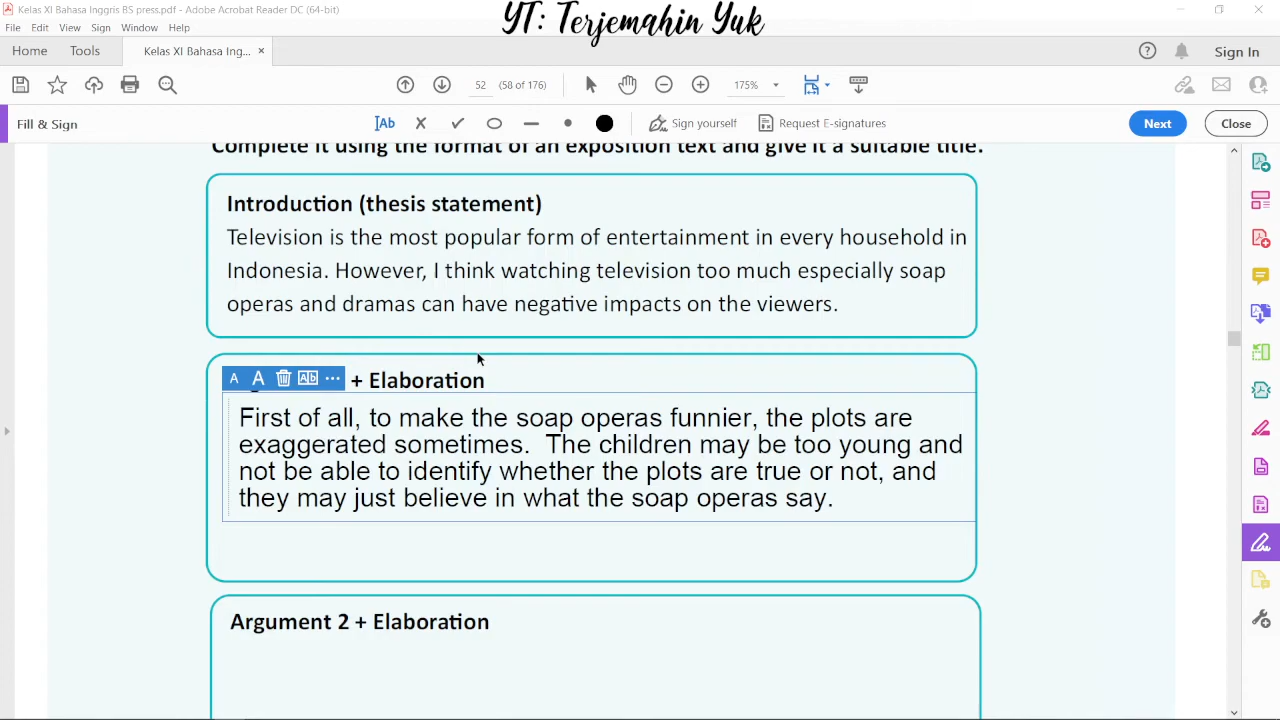 Kelas XI Bahasa Inggris BS press.pdf - Adobe Acrobat Reader DC (64-bit)
YT: Terjemahin Yuk
File Edit View Sign Window Help
Home Tools Kelas XI Bahasa Ing... × Sign In
52 (58 of 176) 175%
Fill & Sign Ab Sign yourself Request E-signatures Next Close
Complete it using the format of an exposition text and give it a suitable title.
Introduction (thesis statement)
Television is the most popular form of entertainment in every household in
Indonesia. However, I think watching television too much especially soap
operas and dramas can have negative impacts on the viewers.
A A Ab ... + Elaboration
First of all, to make the soap operas funnier, the plots are
exaggerated sometimes. The children may be too young and
not be able to identify whether the plots are true or not, and
they may just believe in what the soap operas say.
Argument 2 + Elaboration